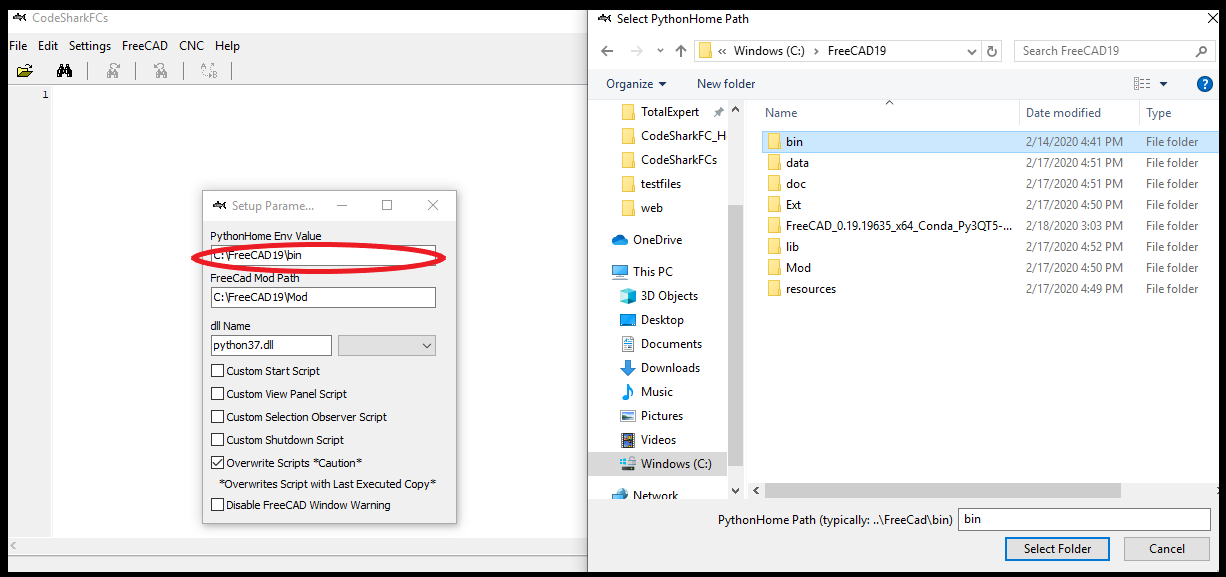 CodeSharkFCs
File Edit Settings FreeCAD CNC Help
A B
1
Setup Parame...
PythonHome Env Value
C:\FreeCAD19\bin
FreeCad Mod Path
C:\FreeCAD19\Mod
dll Name
python37.dll
Custom Start Script
Custom View Panel Script
Custom Selection Observer Script
Custom Shutdown Script
Overwrite Scripts *Caution*
*Overwrites Script with Last Executed Copy*
Disable FreeCAD Window Warning
Select PythonHome Path
« Windows (C:) › FreeCAD19
Search FreeCAD19
Organize New folder
?
TotalExpert
CodeSharkFC_H
CodeSharkFCs
testfiles
web
OneDrive
This PC
3D Objects
Desktop
Documents
Downloads
Music
Pictures
Videos
Windows (C:)
Network
Name Date modified Type
bin 2/14/2020 4:41 PM File folder
data 2/17/2020 4:51 PM File folder
doc 2/17/2020 4:51 PM File folder
Ext 2/17/2020 4:50 PM File folder
FreeCAD_0.19.19635_x64_Conda_Py3QT5-... 2/18/2020 3:03 PM File folder
lib 2/17/2020 4:52 PM File folder
Mod 2/17/2020 4:50 PM File folder
resources 2/17/2020 4:49 PM File folder
PythonHome Path (typically: ..\FreeCad\bin) bin
Select Folder Cancel